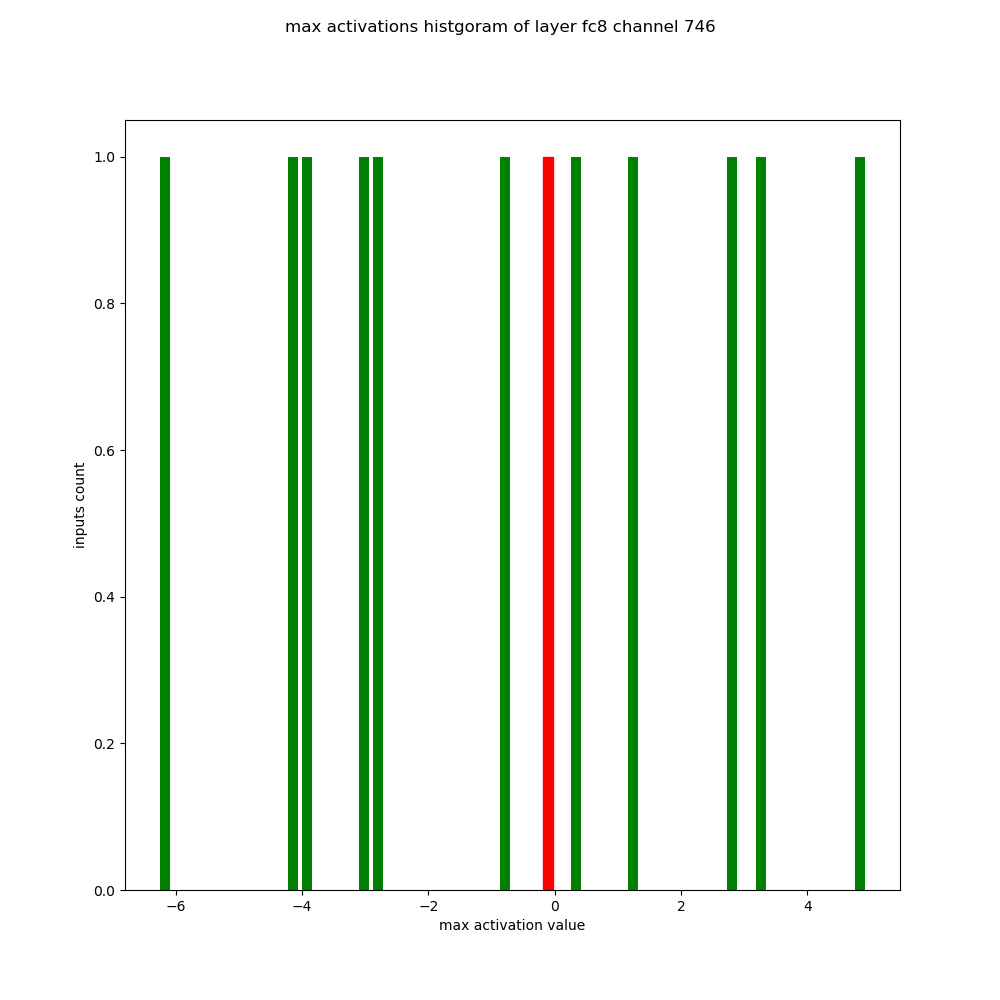 max activations histgoram of layer fc8 channel 746
1.0
0.8
0.6
0.4
0.2
0.0
inputs count
−6 −4 −2 0 2 4
max activation value